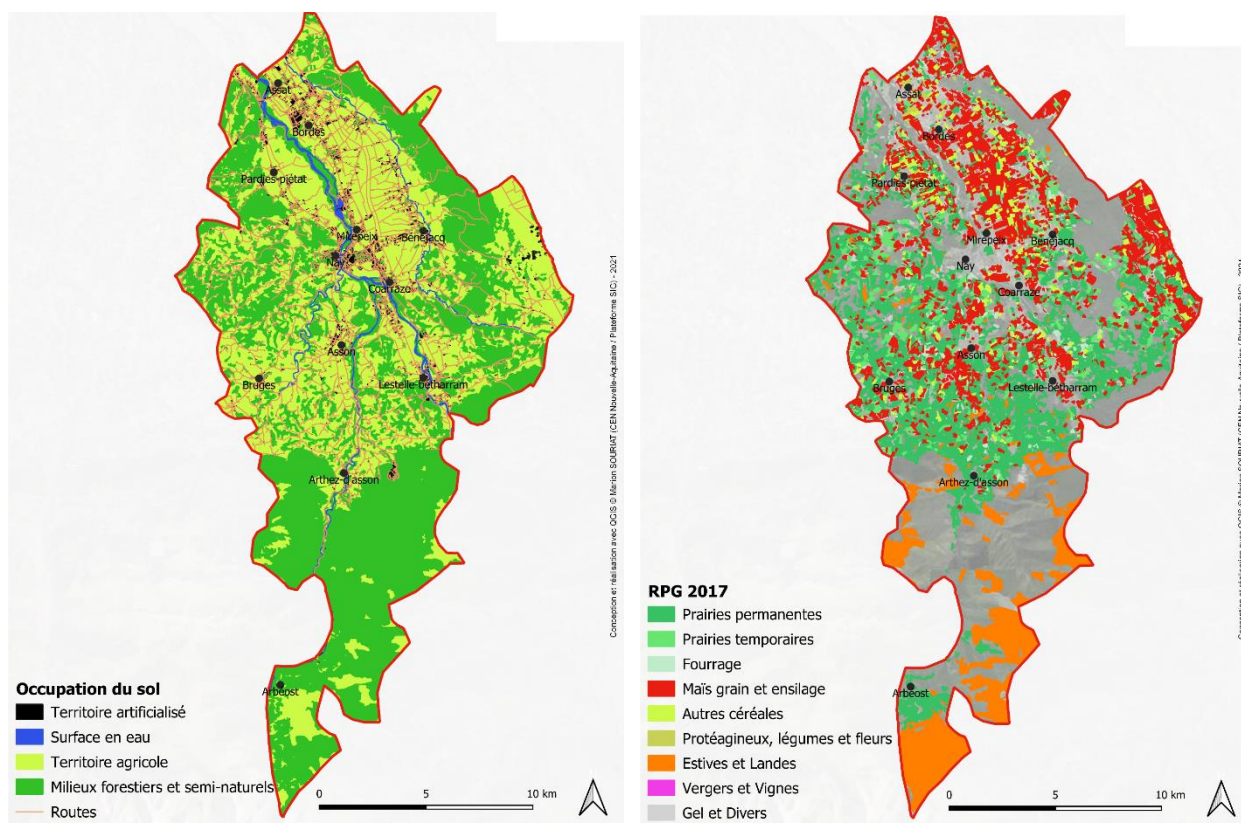 Assat
Bordes
Pardies-piétat
Mirepeix
Bénéjacq
Nay
Coarraze
Asson
Bruges
Lestelle-bétharram
Arthez-d'asson
Arbéost
Occupation du sol
Territoire artificialisé
Surface en eau
Territoire agricole
Milieux forestiers et semi-naturels
Routes
0 5 10 km
Conception et réalisation avec QGIS © Marion SOURIAT (CEN Nouvelle-Aquitaine / Plateforme SIG) - 2021
Assat
Bordes
Pardies-piétat
Mirepeix
Bénéjacq
Nay
Coarraze
Asson
Bruges
Lestelle-bétharram
Arthez-d'asson
Arbéost
RPG 2017
Prairies permanentes
Prairies temporaires
Fourrage
Maïs grain et ensilage
Autres céréales
Protéagineux, légumes et fleurs
Estives et Landes
Vergers et Vignes
Gel et Divers
0 5 10 km